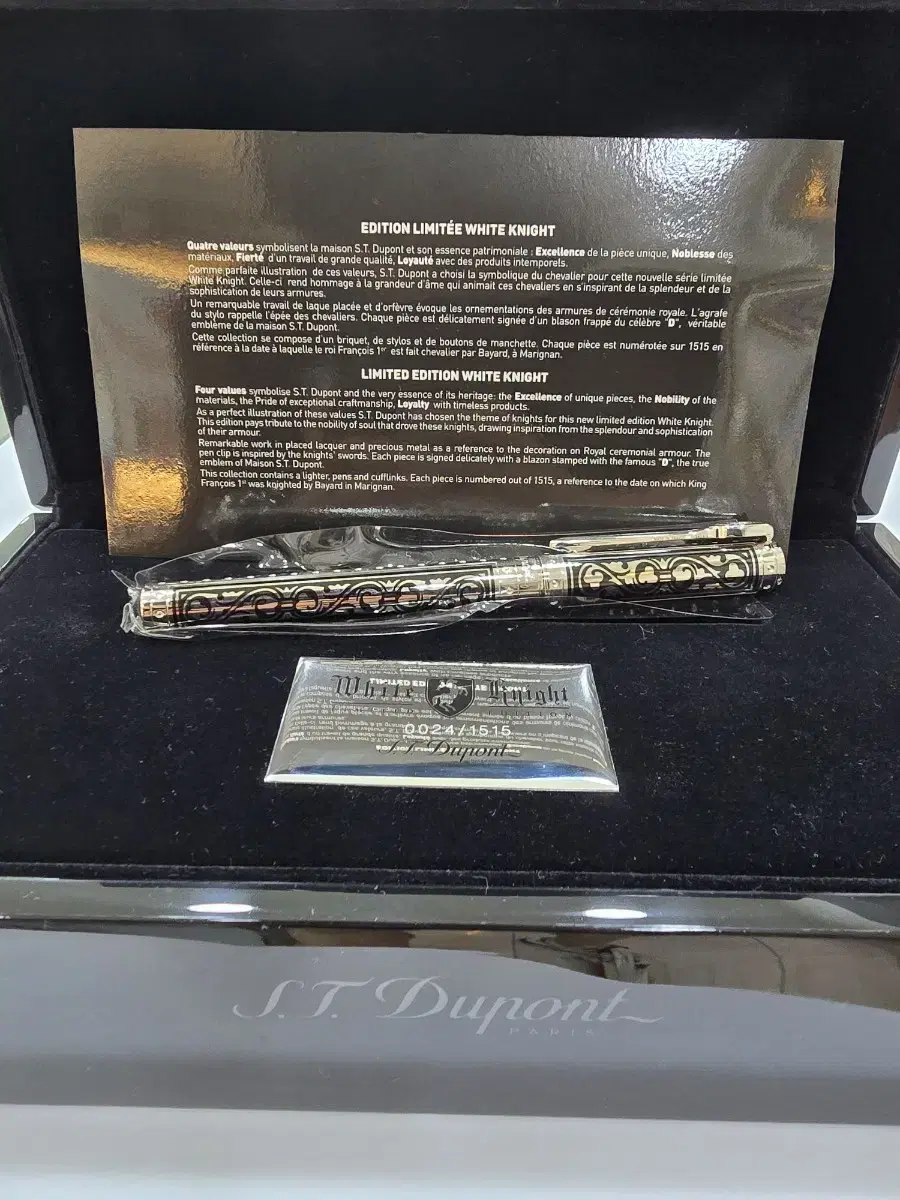 EDITION LIMITÉE WHITE KNIGHT
Quatre valeurs symbolisent la maison S.T. Dupont et son essence patrimoniale : Excellence de la pièce unique, Noblesse des
matériaux, Fierté d'un travail de grande qualité, Loyauté avec des produits intemporels.
Comme parfaite illustration de ces valeurs, S.T. Dupont a choisi la symbolique du chevalier pour cette nouvelle série limitée
White Knight. Celle-ci rend hommage à la grandeur d'âme qui animait ces chevaliers en s'inspirant de la splendeur et de la
sophistication de leurs armures.
Un remarquable travail de laque placée et d'orfèvre évoque les ornementations des armures de cérémonie royale. L'agrafe
du stylo rappelle l'épée des chevaliers. Chaque pièce est délicatement signée d'un blason frappé du célèbre "D", véritable
emblème de la maison S.T. Dupont.
Cette collection se compose d'un briquet, de stylos et de boutons de manchette. Chaque pièce est numérotée sur 1515 en
référence à la date à laquelle le roi François 1er est fait chevalier par Bayard, à Marignan.
LIMITED EDITION WHITE KNIGHT
Four values symbolise S.T. Dupont and the very essence of its heritage: the Excellence of unique pieces, the Nobility of the
materials, the Pride of exceptional craftmanship, Loyalty with timeless products.
As a perfect illustration of these values S.T. Dupont has chosen the theme of knights for this new limited edition White Knight.
This edition pays tribute to the nobility of soul that drove these knights, drawing inspiration from the splendour and sophistication
of their armour.
Remarkable work in placed lacquer and precious metal as a reference to the decoration on Royal ceremonial armour. The
pen clip is inspired by the knights' swords. Each piece is signed delicately with a blazon stamped with the famous "D", the true
emblem of Maison S.T. Dupont.
This collection contains a lighter, pens and cufflinks. Each piece is numbered out of 1515, a reference to the date on which King
François 1st was knighted by Bayard in Marignan.
White Knight
0024/1515
S.T. Dupont
S.T. Dupont
PARIS